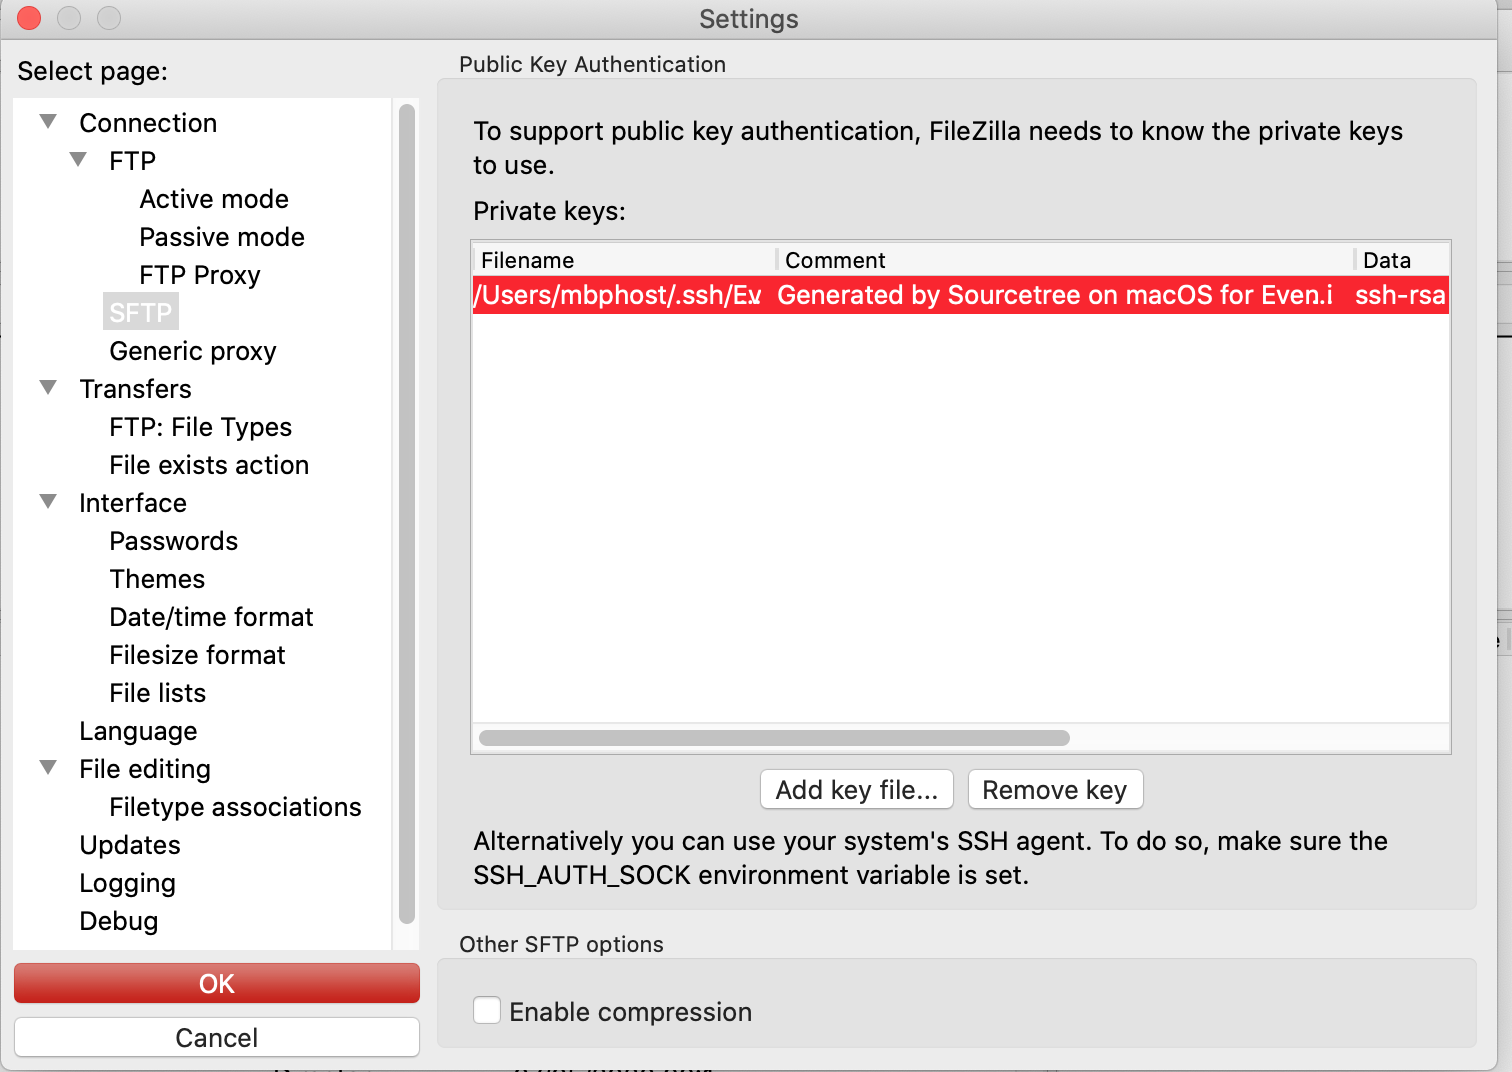 Settings
Select page:
Connection
FTP
Active mode
Passive mode
FTP Proxy
SFTP
Generic proxy
Transfers
FTP: File Types
File exists action
Interface
Passwords
Themes
Date/time format
Filesize format
File lists
Language
File editing
Filetype associations
Updates
Logging
Debug
OK
Cancel
Public Key Authentication
To support public key authentication, FileZilla needs to know the private keys
to use.
Private keys:
Filename Comment Data
/Users/mbphost/.ssh/Ev Generated by Sourcetree on macOS for Even.i ssh-rsa
Add key file... Remove key
Alternatively you can use your system's SSH agent. To do so, make sure the
SSH_AUTH_SOCK environment variable is set.
Other SFTP options
Enable compression